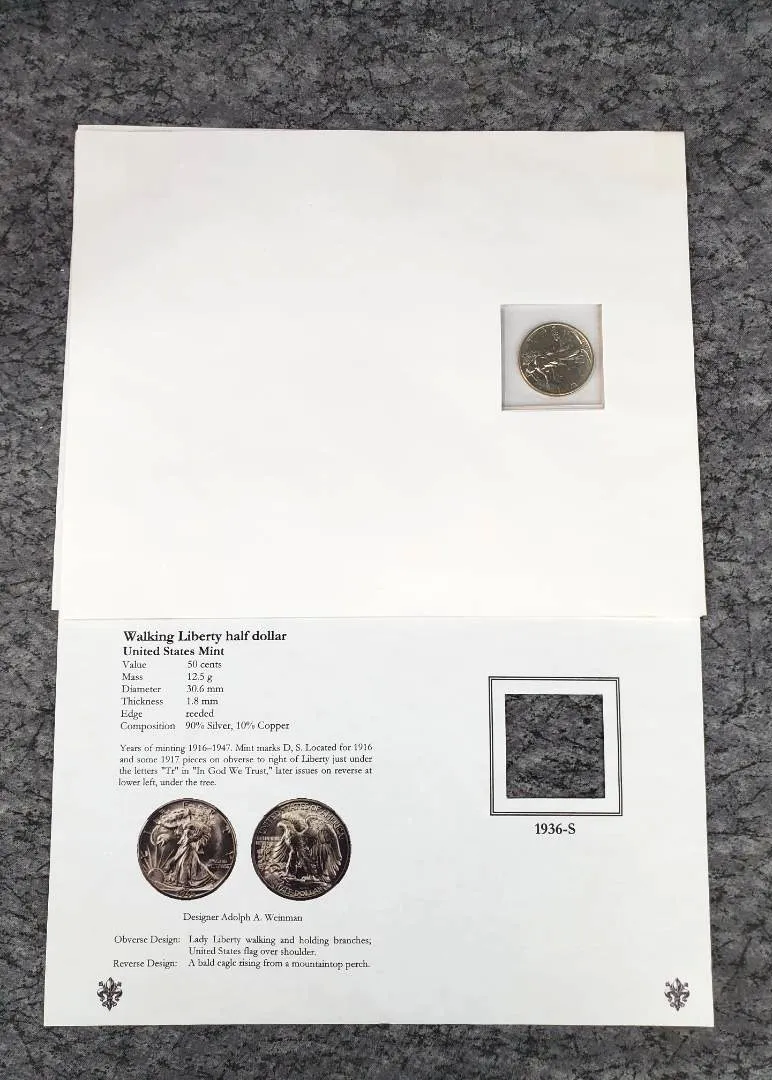 Walking Liberty half dollar
United States Mint
Value 50 cents
Mass 12.5 g
Diameter 30.6 mm
Thickness 1.8 mm
Edge reeded
Composition 90% Silver, 10% Copper
Years of minting 1916–1947. Mint marks D, S. Located for 1916
and some 1917 pieces on obverse to right of Liberty just under
the letters "Tr" in "In God We Trust," later issues on reverse at
lower left, under the tree.
HALF DOLLAR
Designer Adolph A. Weinman
Obverse Design: Lady Liberty walking and holding branches;
United States flag over shoulder.
Reverse Design: A bald eagle rising from a mountaintop perch.
1936-S